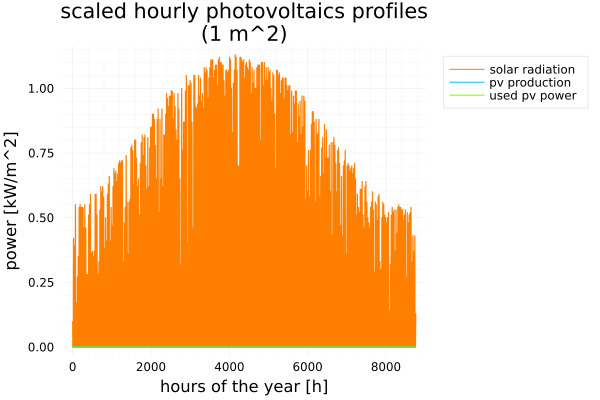 scaled hourly photovoltaics profiles
(1 m^2)
solar radiation
pv production
used pv power
power [kW/m^2]
1.00
0.75
0.50
0.25
0.00
0
2000
4000
6000
8000
hours of the year [h]